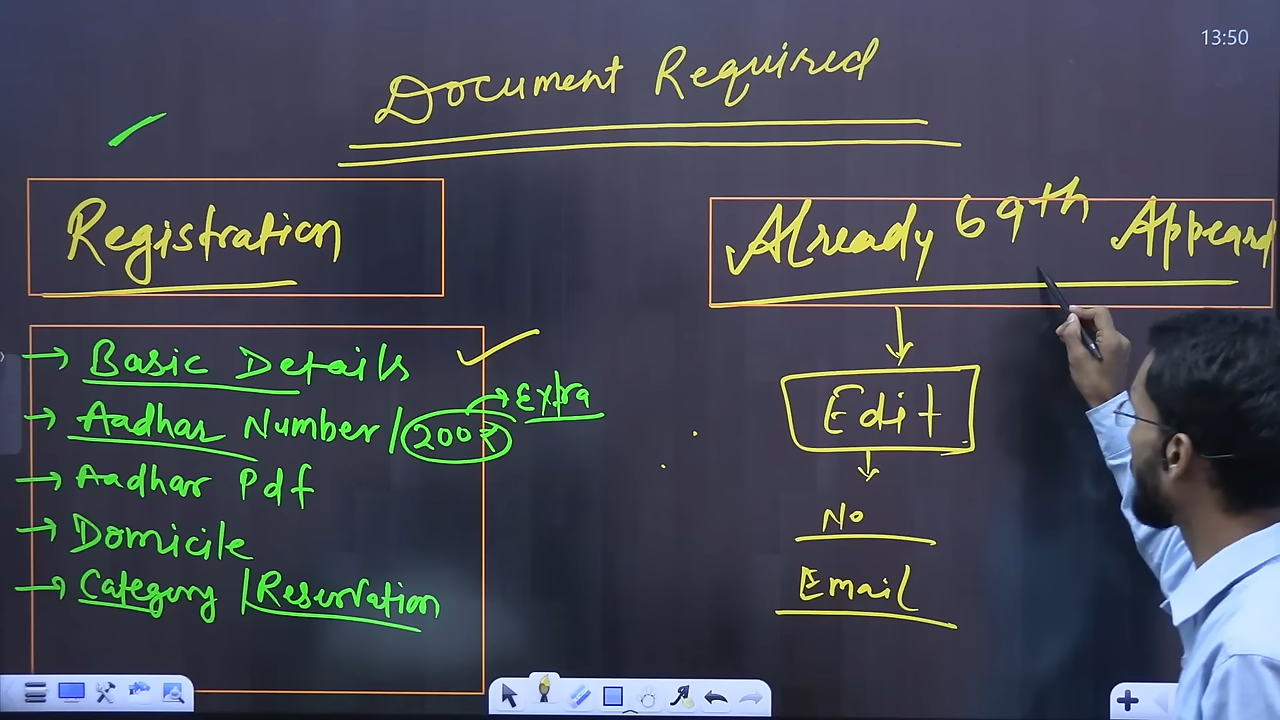 13:50
Document Required
Registration
→ Basic Details
→ Aadhar Number / 200₹ → Extra
→ Aadhar Pdf
→ Domicile
→ Category / Reservation
Already 69th Appeard
Edit
No
Email